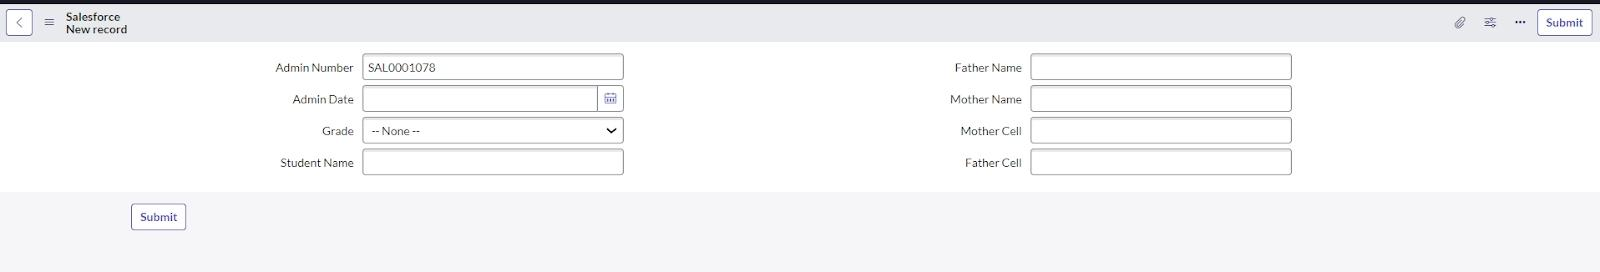 Salesforce
New record
Submit
Admin Number SAL0001078
Admin Date
Grade -- None --
Student Name
Father Name
Mother Name
Mother Cell
Father Cell
Submit